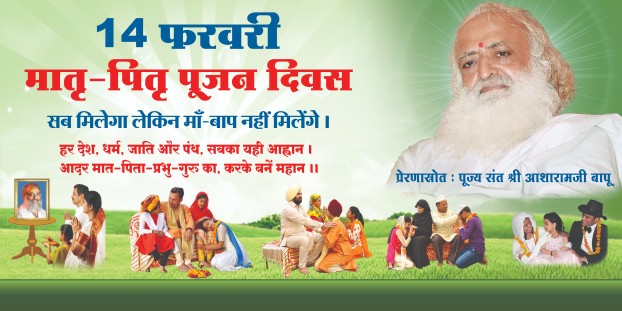 14 फरवरी
मातृ-पितृ पूजन दिवस
सब मिलेगा लेकिन माँ-बाप नहीं मिलेंगे ।
हर देश, धर्म, जाति और पंथ, सबका यही आह्वान ।
आदर मात-पिता-प्रभु-गुरु का, करके बनें महान ।।
प्रेरणास्रोत : पूज्य संत श्री आशारामजी बापू